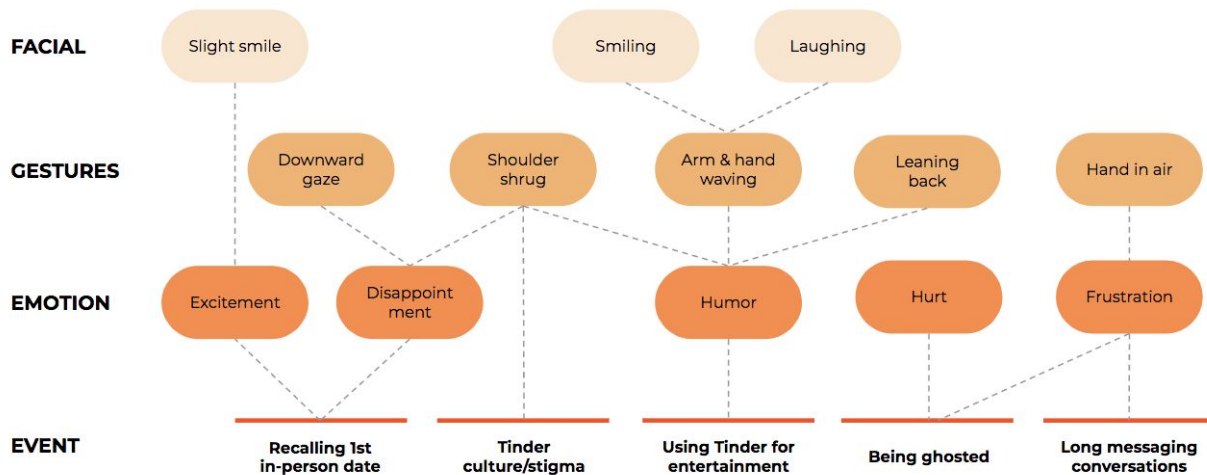 FACIAL
Slight smile
Smiling
Laughing
GESTURES
Downward
gaze
Shoulder
shrug
Arm & hand
waving
Leaning
back
Hand in air
EMOTION
Excitement
Disappoint
ment
Humor
Hurt
Frustration
EVENT
Recalling 1st
in-person date
Tinder
culture/stigma
Using Tinder for
entertainment
Being ghosted
Long messaging
conversations